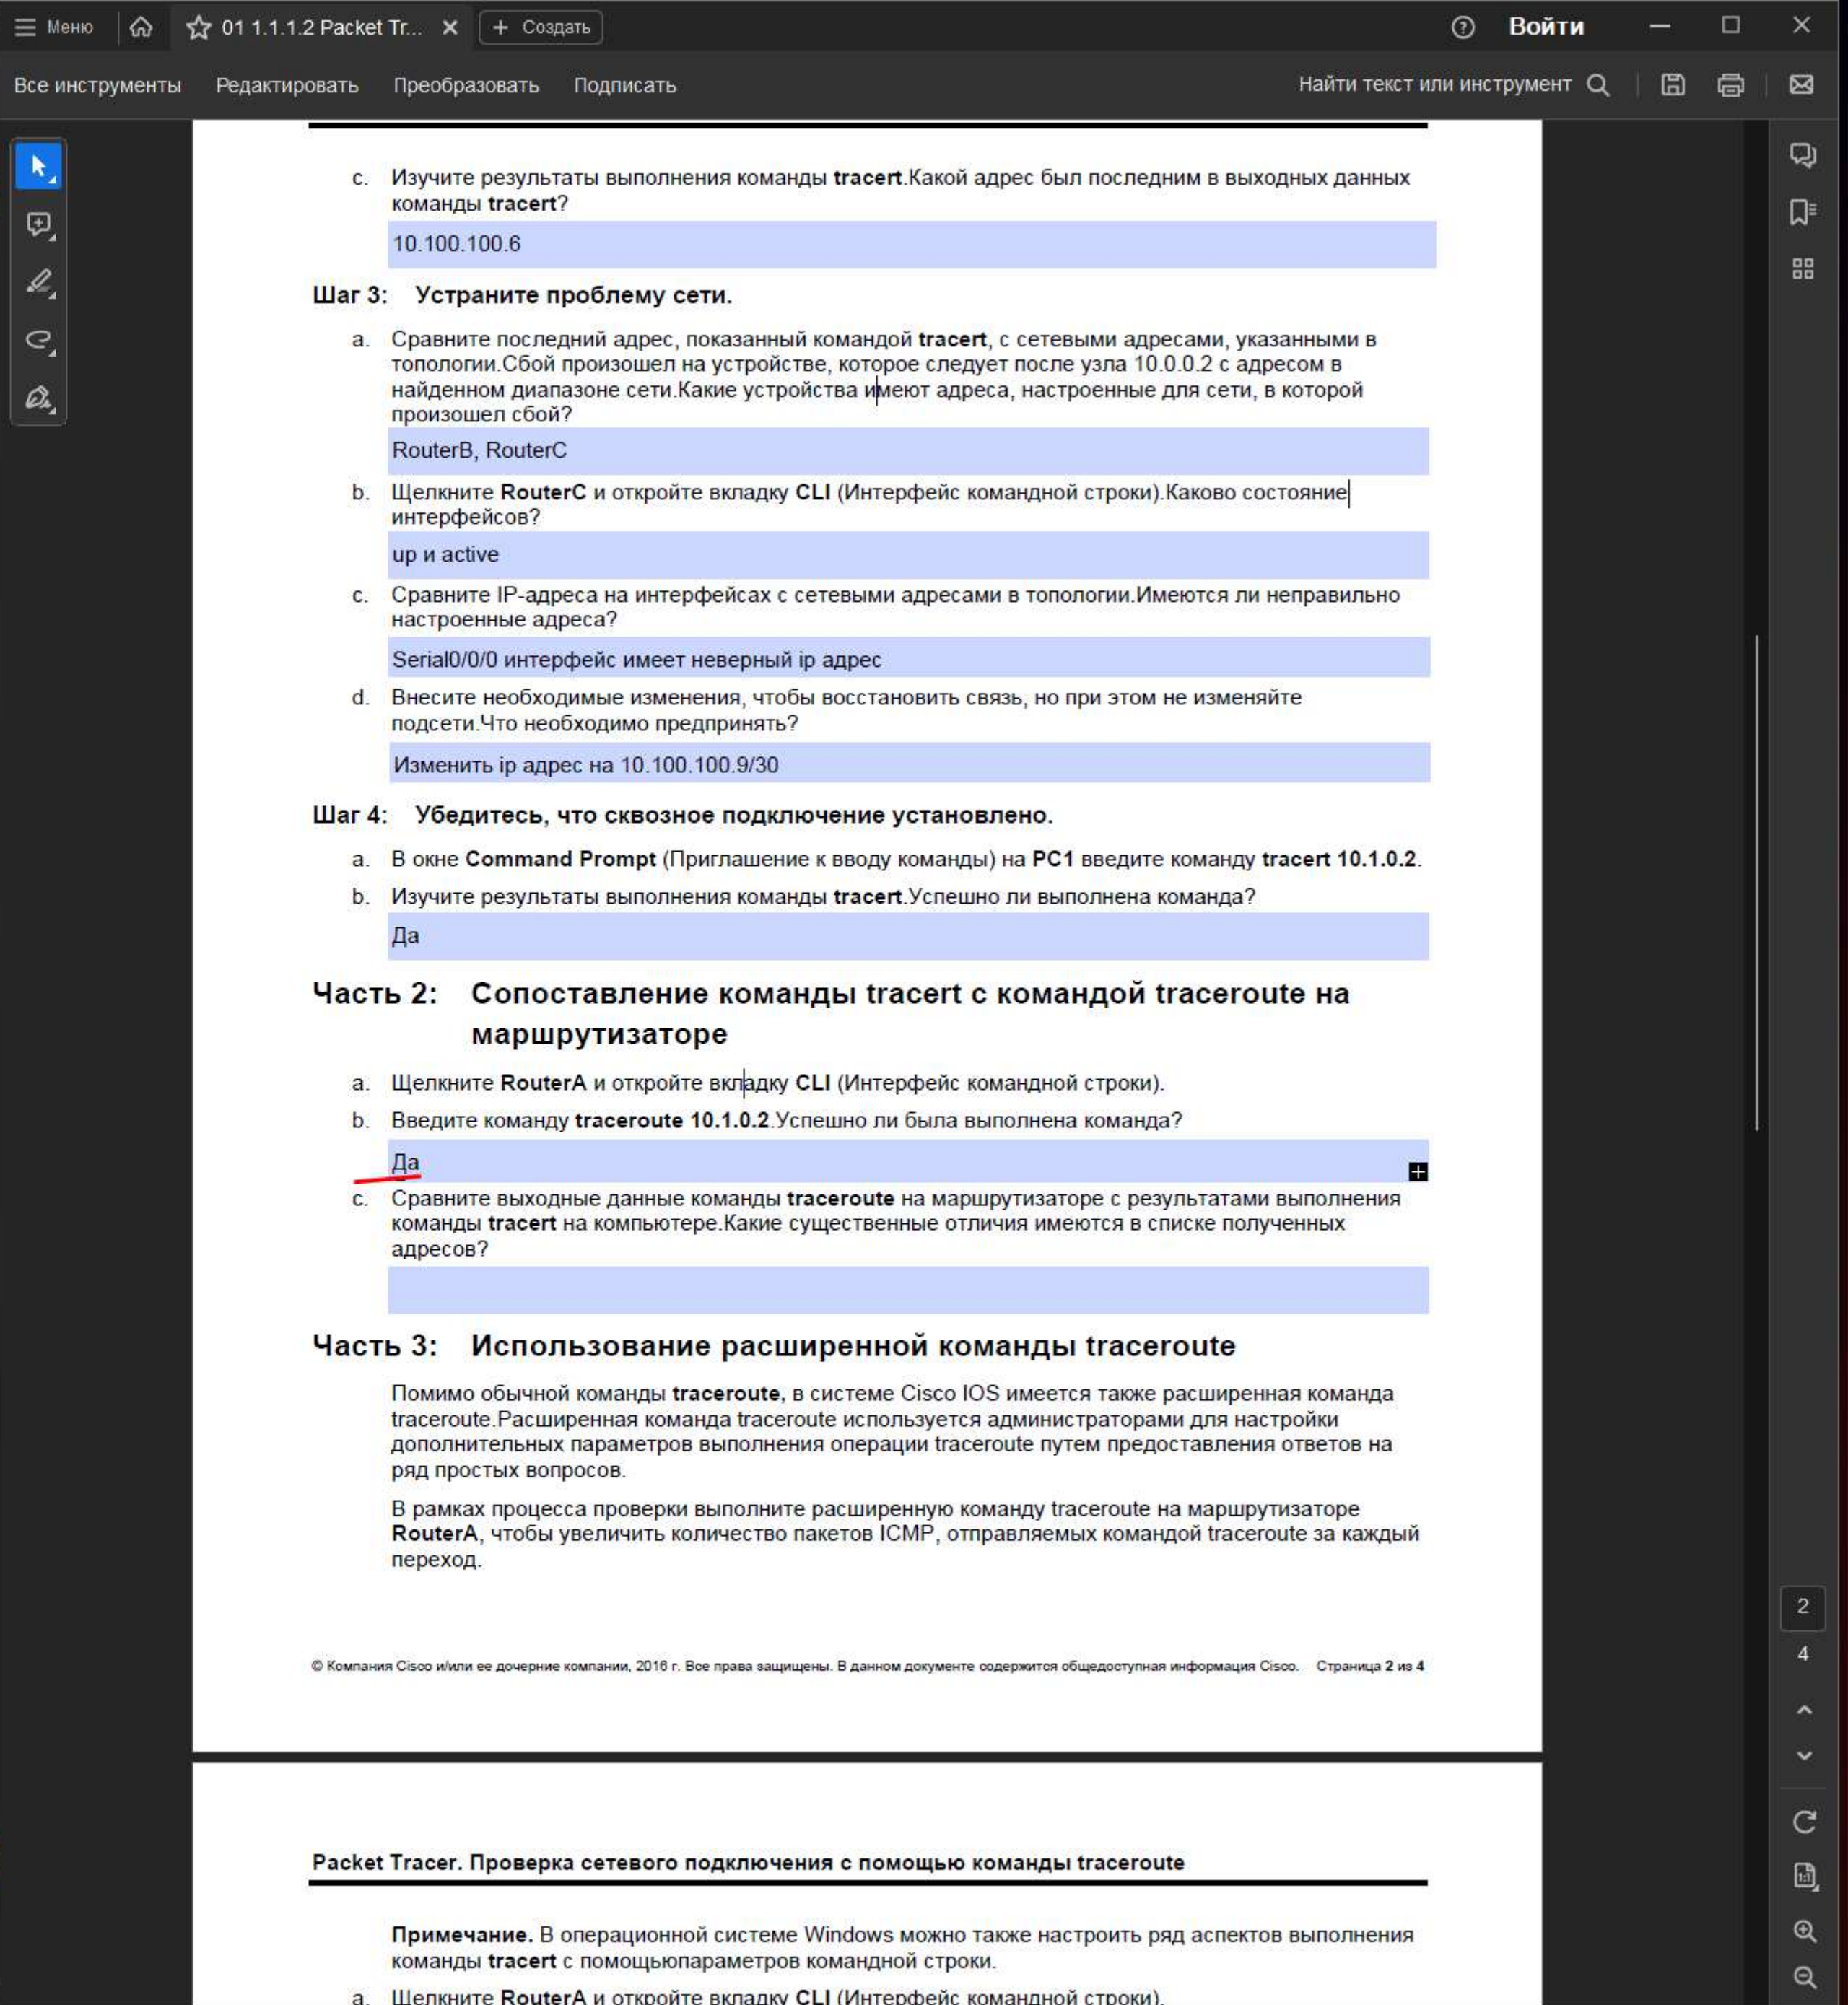 Меню
01 1.1.1.2 Packet Tr...
Создать
Войти
Все инструменты
Редактировать
Преобразовать
Подписать
Найти текст или инструмент
c. Изучите результаты выполнения команды tracert.Какой адрес был последним в выходных данных
команды tracert?
10.100.100.6
Шаг 3: Устраните проблему сети.
a. Сравните последний адрес, показанный командой tracert, с сетевыми адресами, указанными в
топологии.Сбой произошел на устройстве, которое следует после узла 10.0.0.2 с адресом в
найденном диапазоне сети.Какие устройства имеют адреса, настроенные для сети, в которой
произошел сбой?
RouterB, RouterC
b. Щелкните RouterC и откройте вкладку CLI (Интерфейс командной строки).Каково состояние
интерфейсов?
up и active
c. Сравните IP-адреса на интерфейсах с сетевыми адресами в топологии.Имеются ли неправильно
настроенные адреса?
Serial0/0/0 интерфейс имеет неверный ip адрес
d. Внесите необходимые изменения, чтобы восстановить связь, но при этом не изменяйте
подсети.Что необходимо предпринять?
Изменить ip адрес на 10.100.100.9/30
Шаг 4: Убедитесь, что сквозное подключение установлено.
a. В окне Command Prompt (Приглашение к вводу команды) на PC1 введите команду tracert 10.1.0.2.
b. Изучите результаты выполнения команды tracert.Успешно ли выполнена команда?
Да
Часть 2: Сопоставление команды tracert с командой traceroute на
маршрутизаторе
a. Щелкните RouterA и откройте вкладку CLI (Интерфейс командной строки).
b. Введите команду traceroute 10.1.0.2.Успешно ли была выполнена команда?
Да
c. Сравните выходные данные команды traceroute на маршрутизаторе с результатами выполнения
команды tracert на компьютере.Какие существенные отличия имеются в списке полученных
адресов?
Часть 3: Использование расширенной команды traceroute
Помимо обычной команды traceroute, в системе Cisco IOS имеется также расширенная команда
traceroute.Расширенная команда traceroute используется администраторами для настройки
дополнительных параметров выполнения операции traceroute путем предоставления ответов на
ряд простых вопросов.
В рамках процесса проверки выполните расширенную команду traceroute на маршрутизаторе
RouterA, чтобы увеличить количество пакетов ICMP, отправляемых командой traceroute за каждый
переход.
2
4
© Компания Cisco и/или ее дочерние компании, 2016 г. Все права защищены. В данном документе содержится общедоступная информация Cisco. Страница 2 из 4
Packet Tracer. Проверка сетевого подключения с помощью команды traceroute
Примечание. В операционной системе Windows можно также настроить ряд аспектов выполнения
команды tracert с помощьюпараметров командной строки.
a. Щелкните RouterA и откройте вкладку CLI (Интерфейс командной строки).